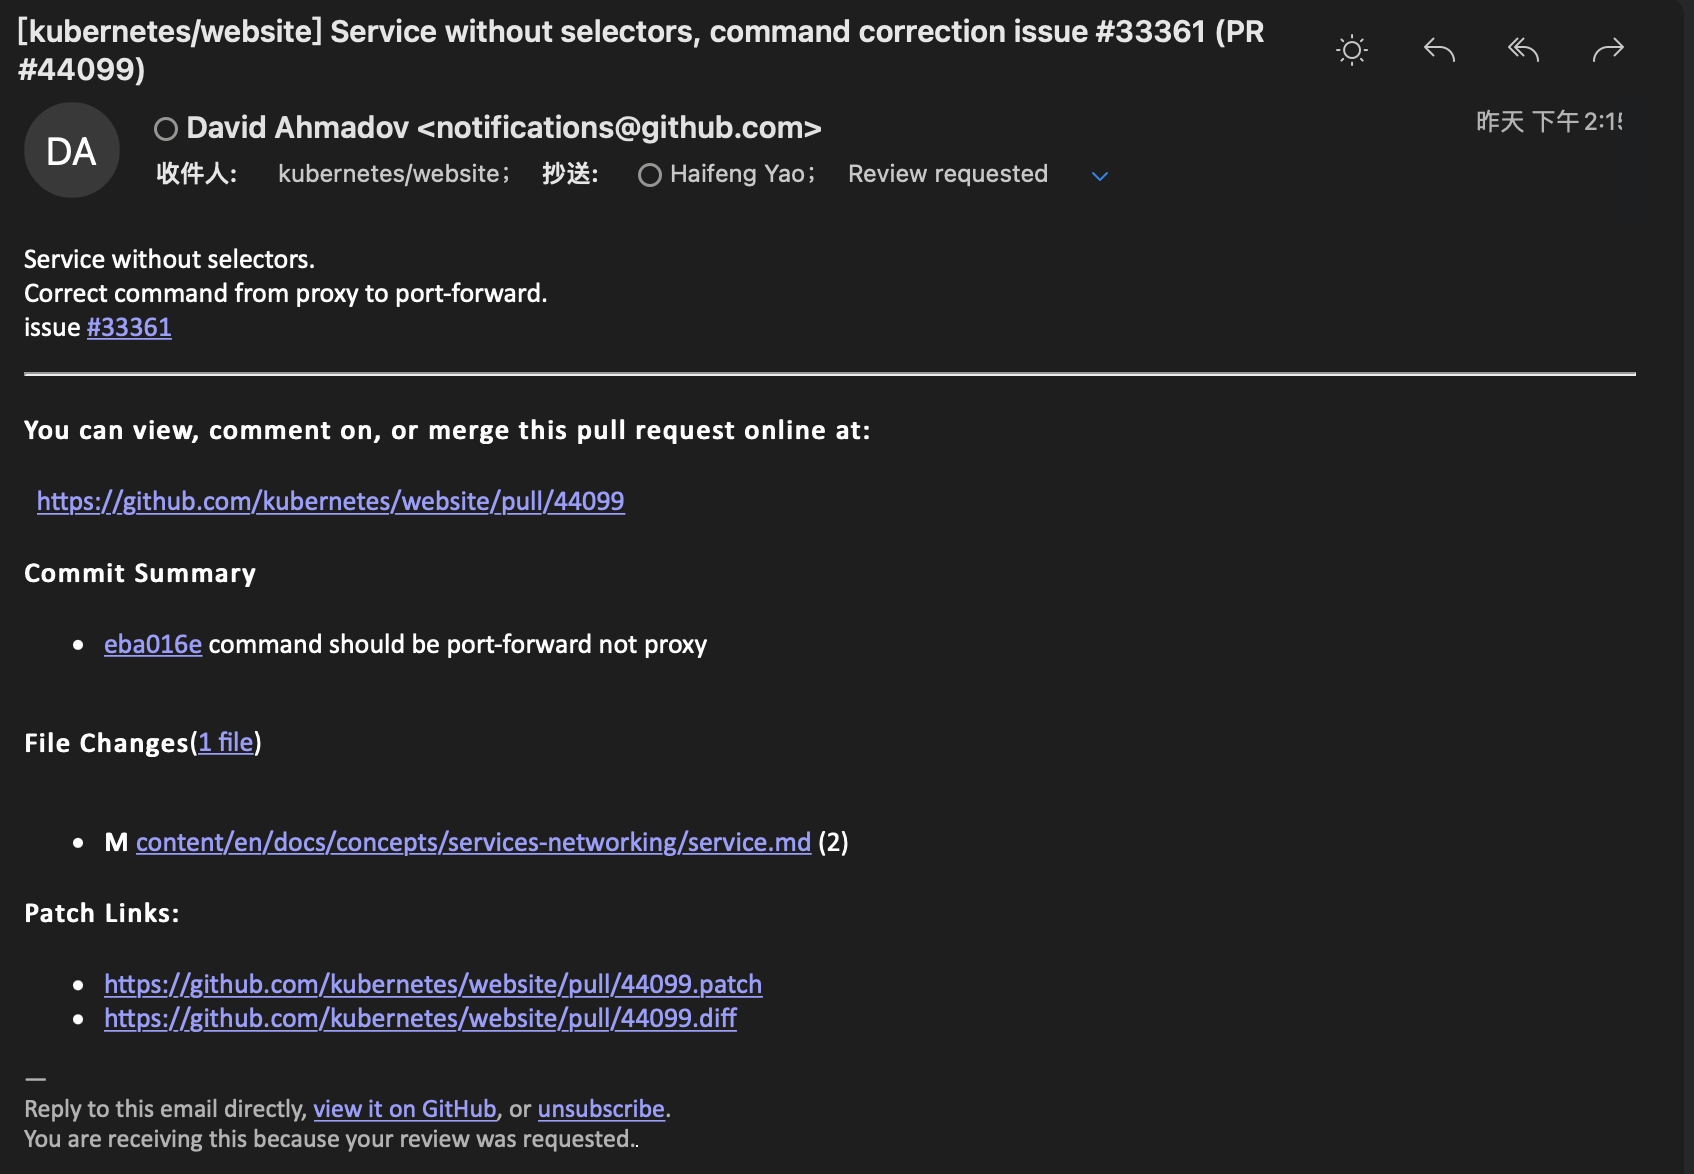 [kubernetes/website] Service without selectors, command correction issue #33361 (PR
#44099)
DA
David Ahmadov <notifications@github.com>
昨天 下午 2:15
收件人: kubernetes/website; 抄送: Haifeng Yao; Review requested
Service without selectors.
Correct command from proxy to port-forward.
issue #33361
You can view, comment on, or merge this pull request online at:
https://github.com/kubernetes/website/pull/44099
Commit Summary
• eba016e command should be port-forward not proxy
File Changes(1 file)
• M content/en/docs/concepts/services-networking/service.md (2)
Patch Links:
• https://github.com/kubernetes/website/pull/44099.patch
• https://github.com/kubernetes/website/pull/44099.diff
—
Reply to this email directly, view it on GitHub, or unsubscribe.
You are receiving this because your review was requested..